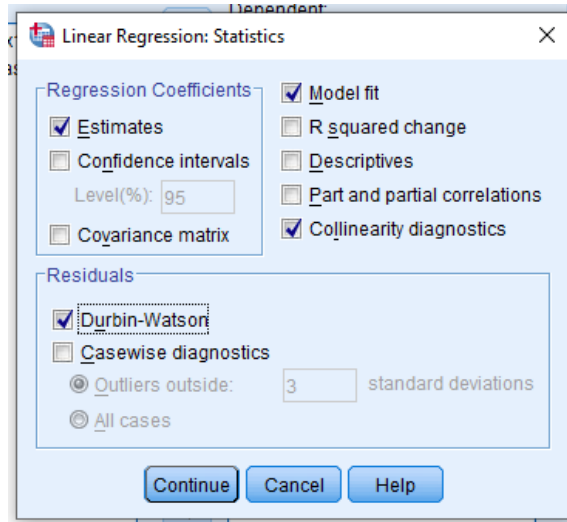 Dependent:
Linear Regression: Statistics
Regression Coefficients
Estimates
Confidence intervals
Level(%): 95
Covariance matrix
Model fit
R squared change
Descriptives
Part and partial correlations
Collinearity diagnostics
Residuals
Durbin-Watson
Casewise diagnostics
Outliers outside: 3 standard deviations
All cases
Continue Cancel Help